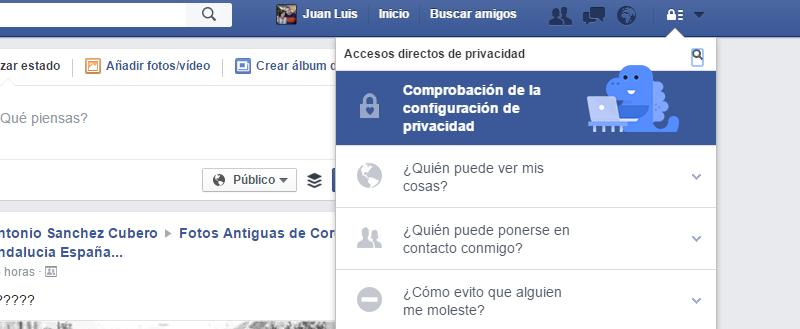 Juan Luis Inicio Buscar amigos
Accesos directos de privacidad
zar estado Añadir fotos/vídeo Crear álbum d
Comprobación de la
configuración de
privacidad
Qué piensas?
¿Quién puede ver mis
cosas?
Público
¿Quién puede ponerse en
contacto conmigo?
ntonio Sanchez Cubero Fotos Antiguas de Cor
ndalucia España...
horas ·
?????
¿Cómo evito que alguien
me moleste?